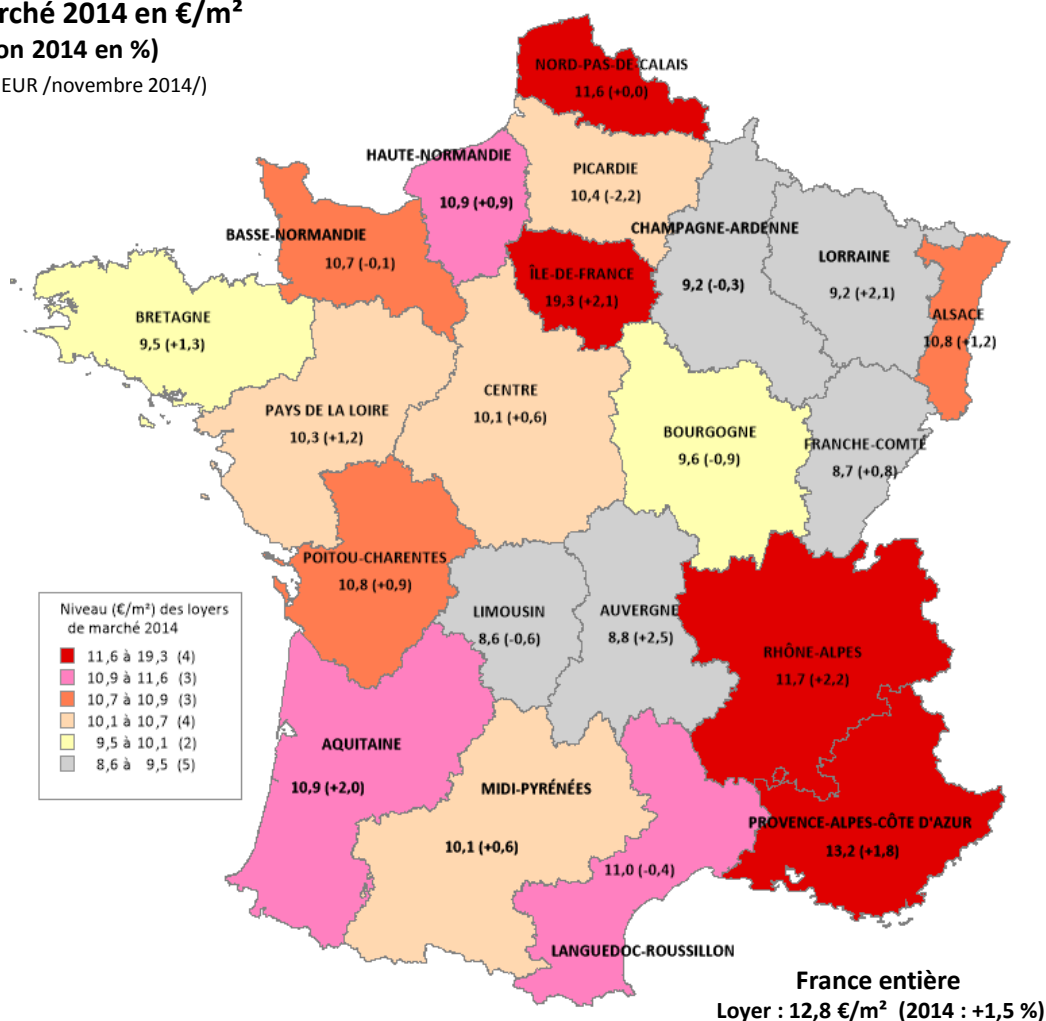 arché 2014 en €/m²
on 2014 en %)
EUR /novembre 2014/)
NORD-PAS-DE-CALAIS
11,6 (+0,0)
HAUTE-NORMANDIE
10,9 (+0,9)
PICARDIE
10,4 (-2,2)
BASSE-NORMANDIE
10,7 (-0,1)
CHAMPAGNE-ARDENNE
9,2 (-0,3)
LORRAINE
9,2 (+2,1)
ÎLE-DE-FRANCE
19,3 (+2,1)
ALSACE
10,8 (+1,2)
BRETAGNE
9,5 (+1,3)
PAYS DE LA LOIRE
10,3 (+1,2)
CENTRE
10,1 (+0,6)
BOURGOGNE
9,6 (-0,9)
FRANCHE-COMTÉ
8,7 (+0,8)
POITOU-CHARENTES
10,8 (+0,9)
LIMOUSIN
8,6 (-0,6)
AUVERGNE
8,8 (+2,5)
RHÔNE-ALPES
11,7 (+2,2)
Niveau (€/m²) des loyers
de marché 2014
11,6 à 19,3 (4)
10,9 à 11,6 (3)
10,7 à 10,9 (3)
10,1 à 10,7 (4)
9,5 à 10,1 (2)
8,6 à 9,5 (5)
AQUITAINE
10,9 (+2,0)
MIDI-PYRÉNÉES
10,1 (+0,6)
PROVENCE-ALPES-CÔTE D'AZUR
13,2 (+1,8)
11,0 (-0,4)
LANGUEDOC-ROUSSILLON
France entière
Loyer : 12,8 €/m² (2014 : +1,5 %)